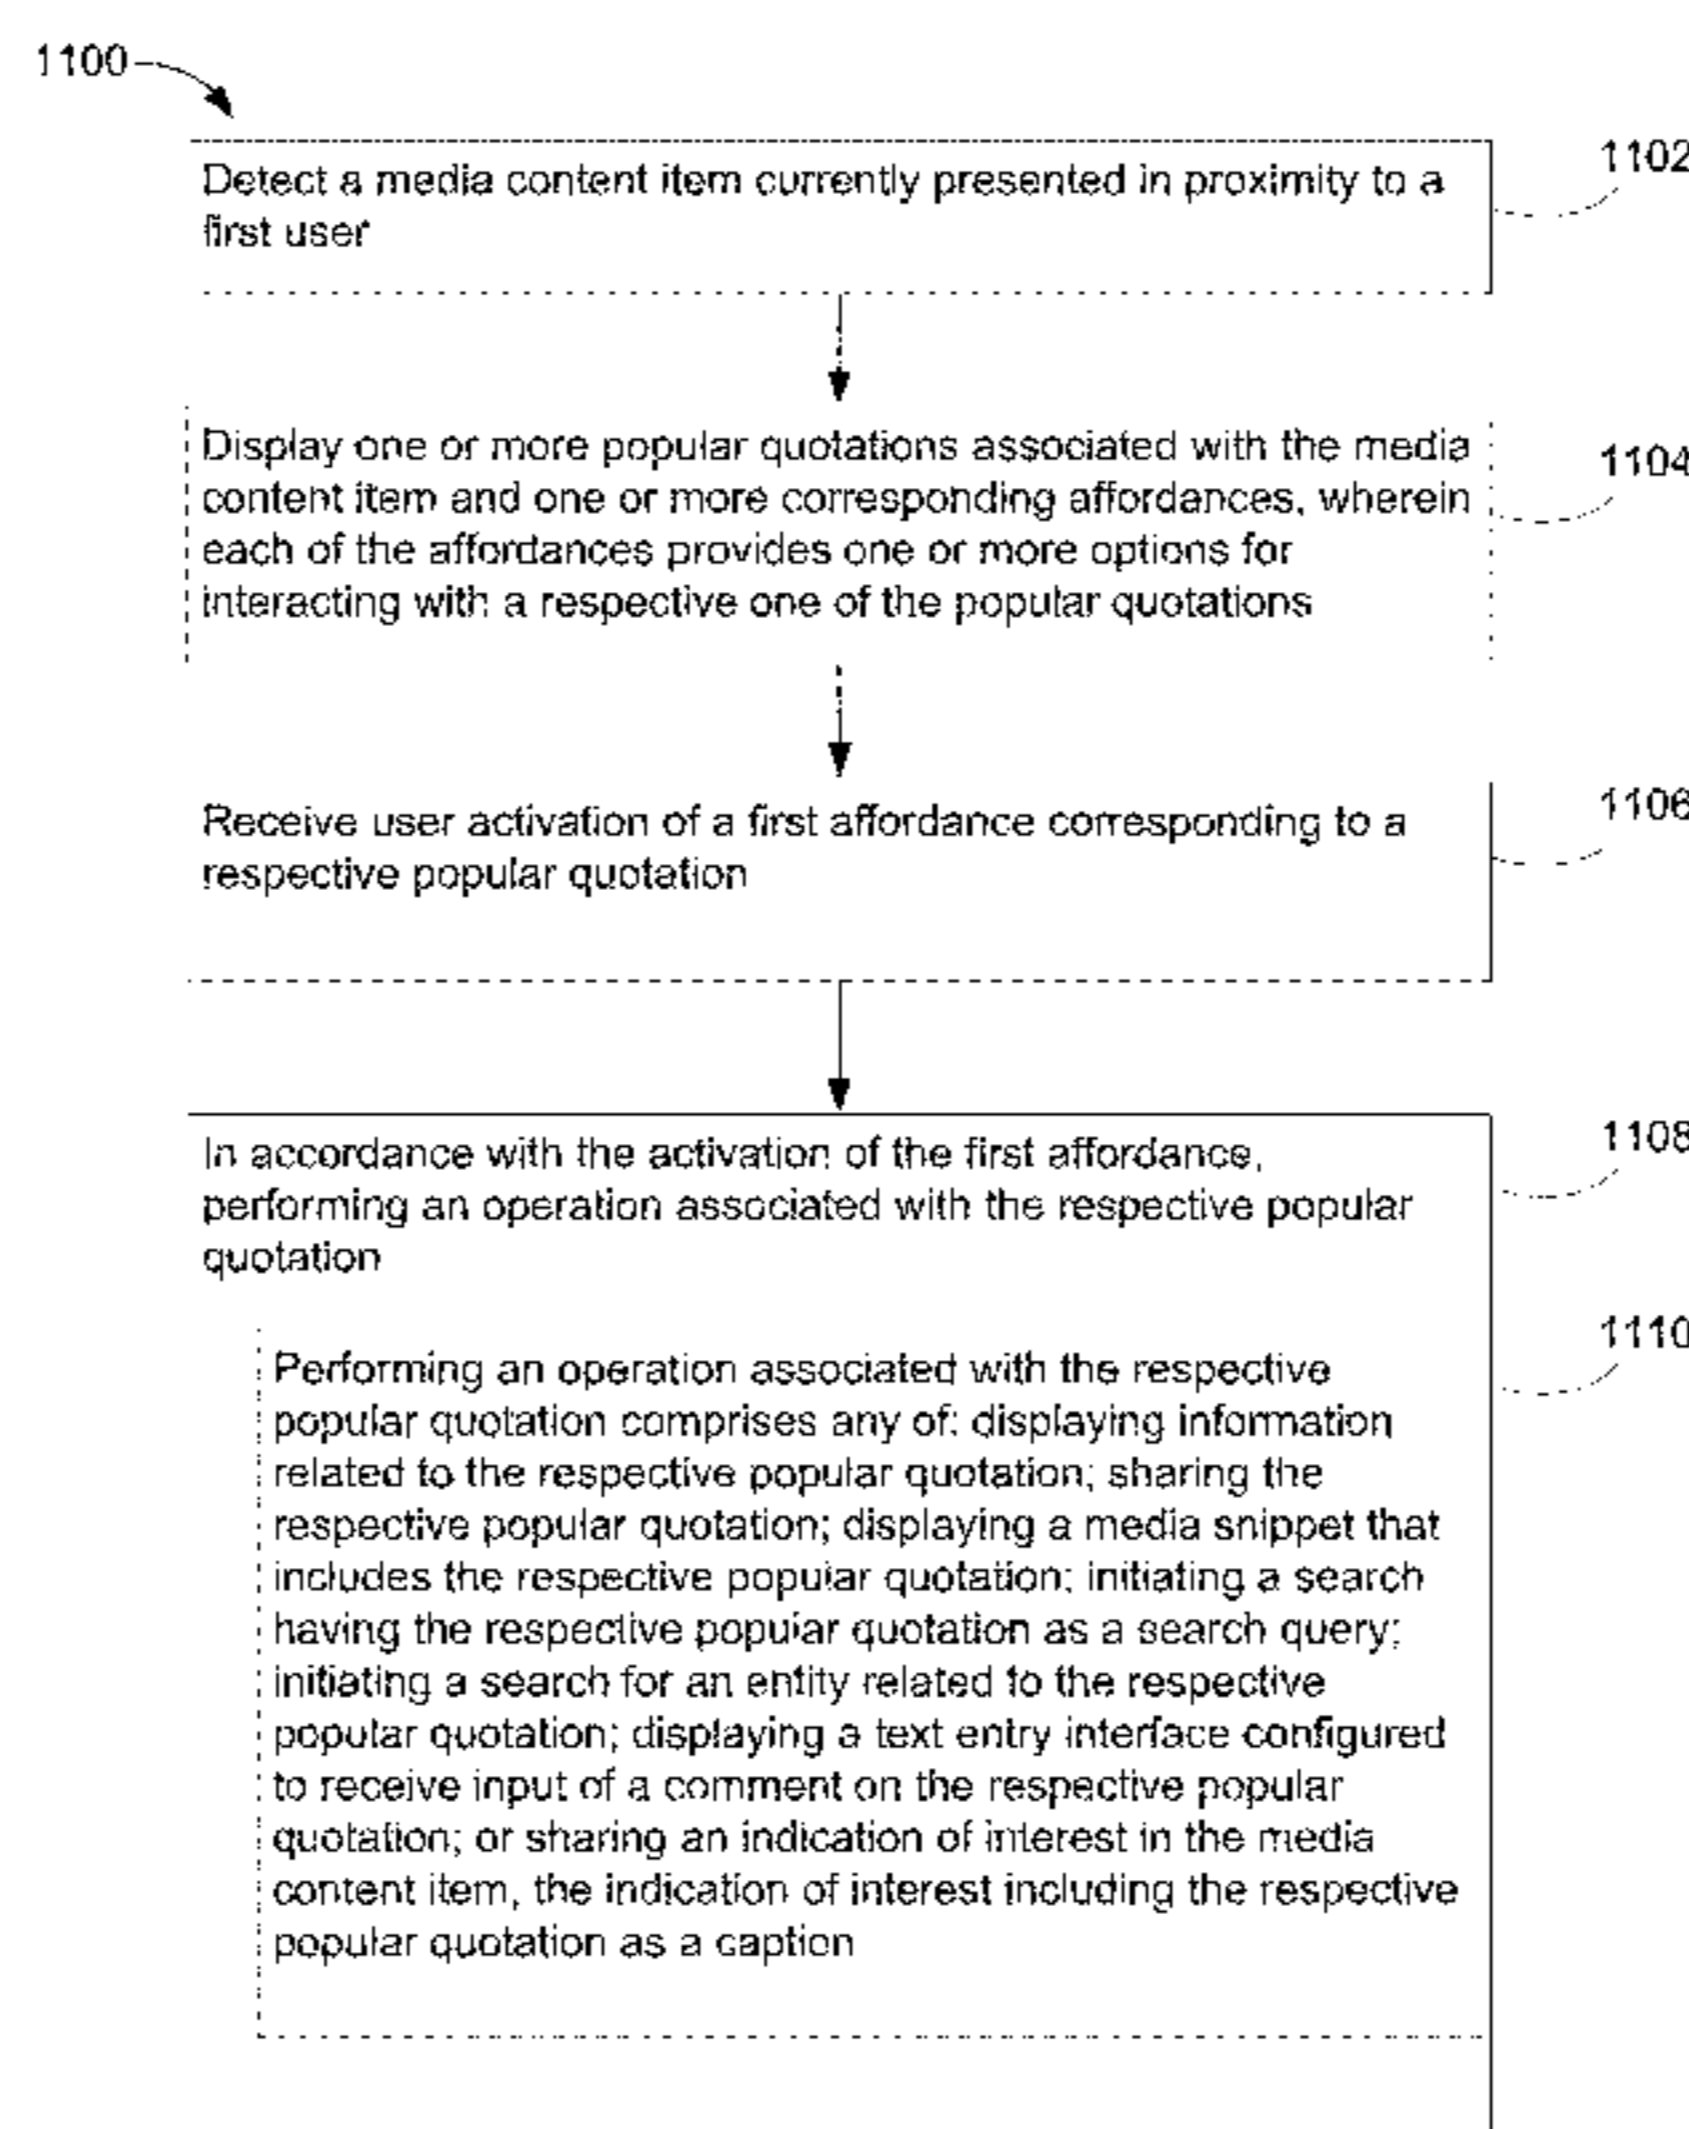 1100
1102
Detect a media content item currently presented in proximity to a
first user
1104
Display one or more popular quotations associated with the media
content item and one or more corresponding affordances, wherein
each of the affordances provides one or more options for
interacting with a respective one of the popular quotations
1106
Receive user activation of a first affordance corresponding to a
respective popular quotation
1108
In accordance with the activation of the first affordance,
performing an operation associated with the respective popular
quotation
1110
Performing an operation associated with the respective
popular quotation comprises any of: displaying information
related to the respective popular quotation; sharing the
respective popular quotation; displaying a media snippet that
includes the respective popular quotation; initiating a search
having the respective popular quotation as a search query;
initiating a search for an entity related to the respective
popular quotation; displaying a text entry interface configured
to receive input of a comment on the respective popular
quotation; or sharing an indication of interest in the media
content item, the indication of interest including the respective
popular quotation as a caption